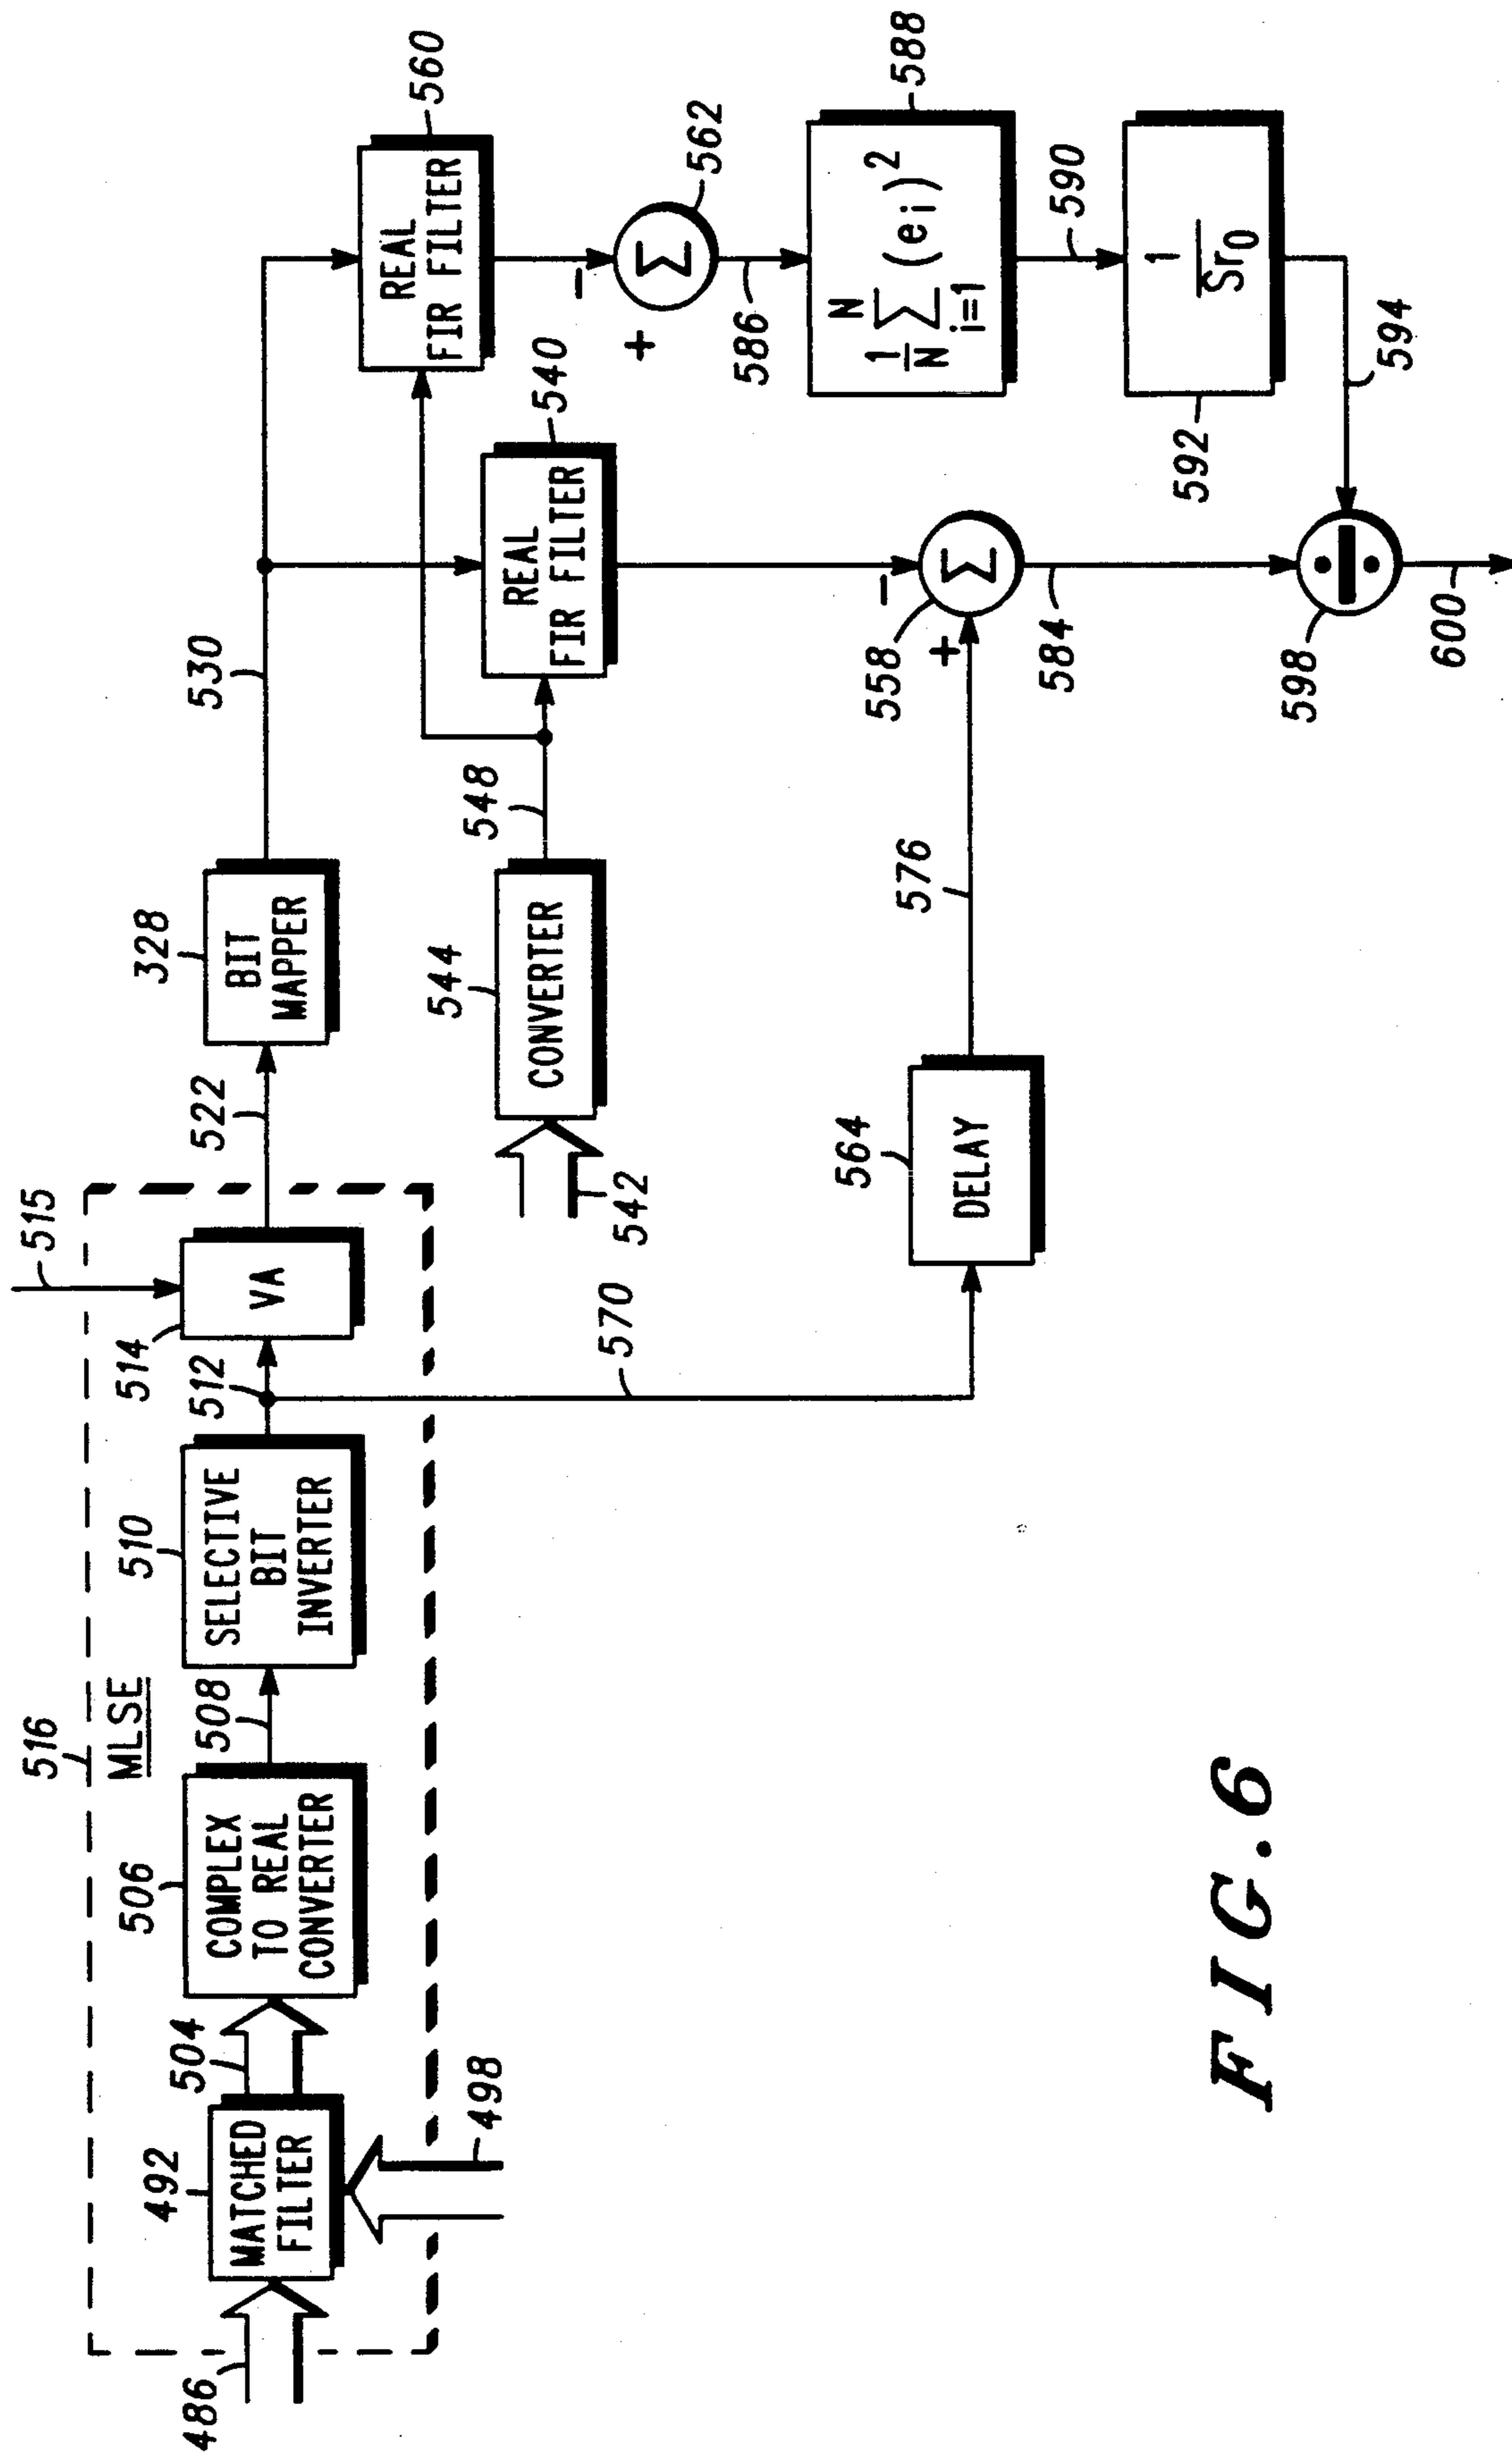 516
MLSE
515
486
492
MATCHED
FILTER
498
504
506
COMPLEX
TO REAL
CONVERTER
508
510
SELECTIVE
BIT
INVERTER
512
514
VA
522
328
BIT
MAPPER
530
542
544
CONVERTER
548
REAL
FIR FILTER
540
REAL
FIR FILTER
560
570
564
DELAY
576
558
+
−
Σ
584
+
−
Σ
562
586
1/N Σ i=1 N (e i) 2
588
590
1
Sr0
592
594
598
÷
600
FIG.6